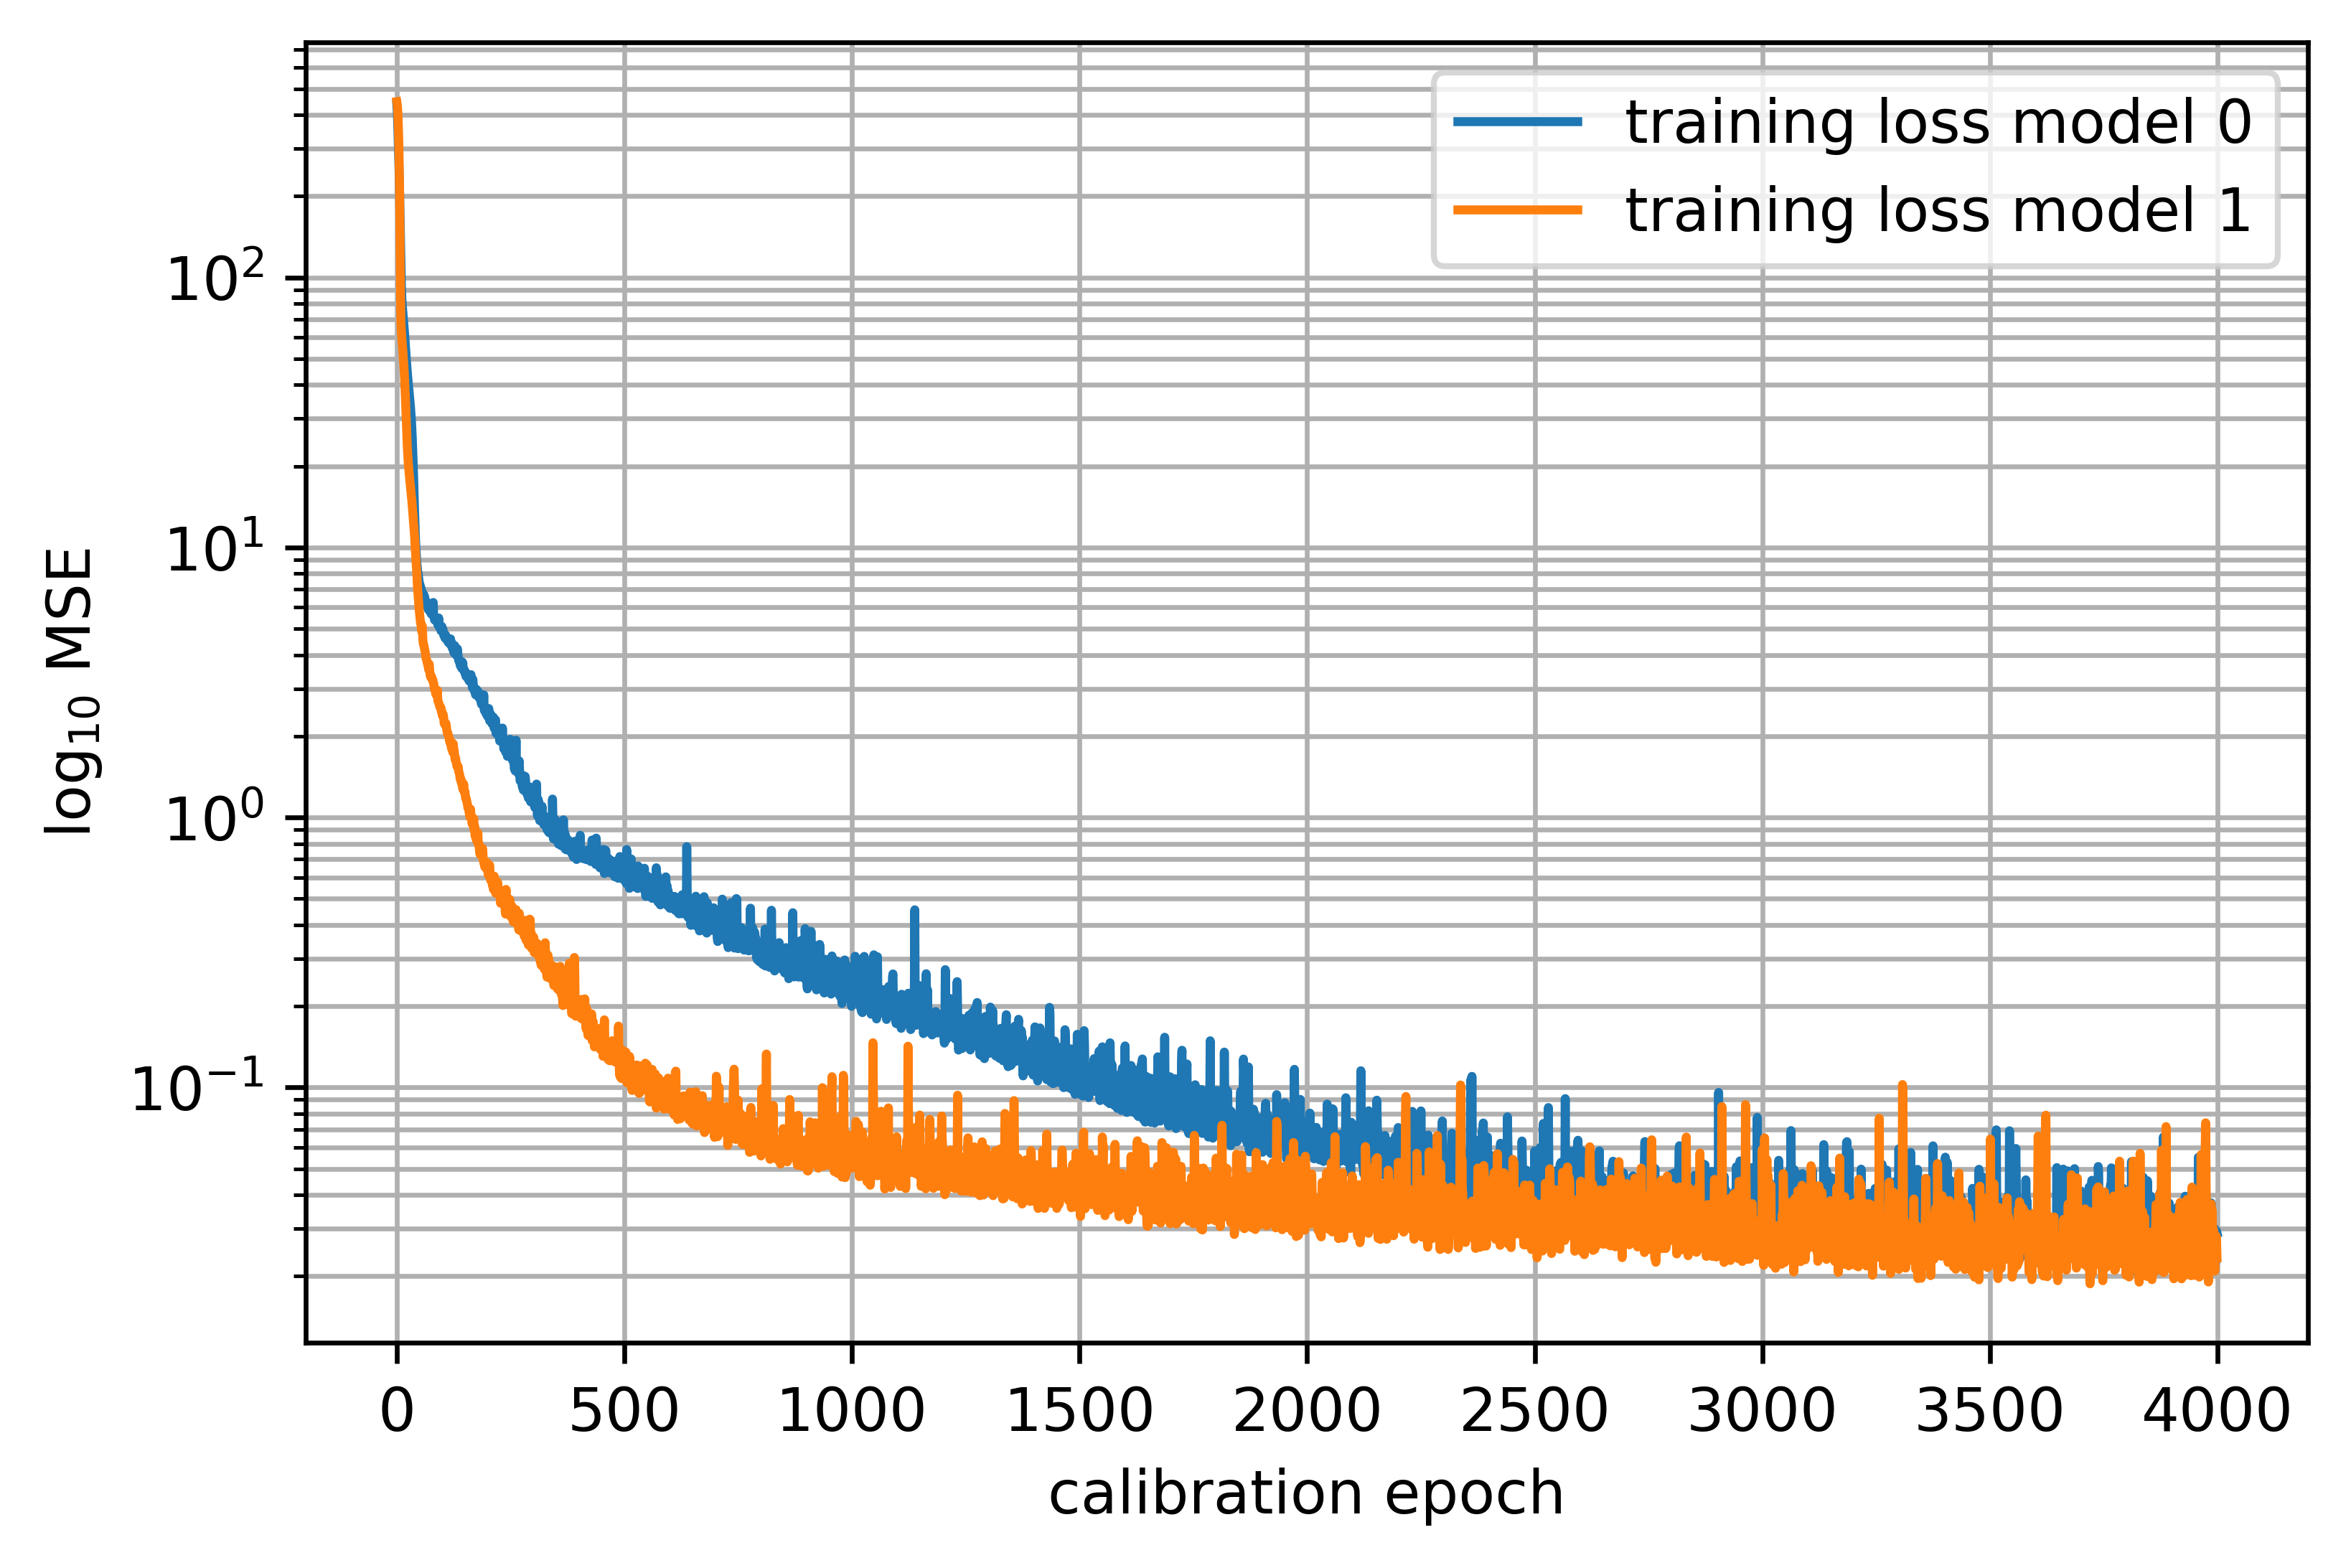 training loss model 0
training loss model 1
10²
10¹
10⁰
10⁻¹
log₁₀ MSE
0 500 1000 1500 2000 2500 3000 3500 4000
calibration epoch